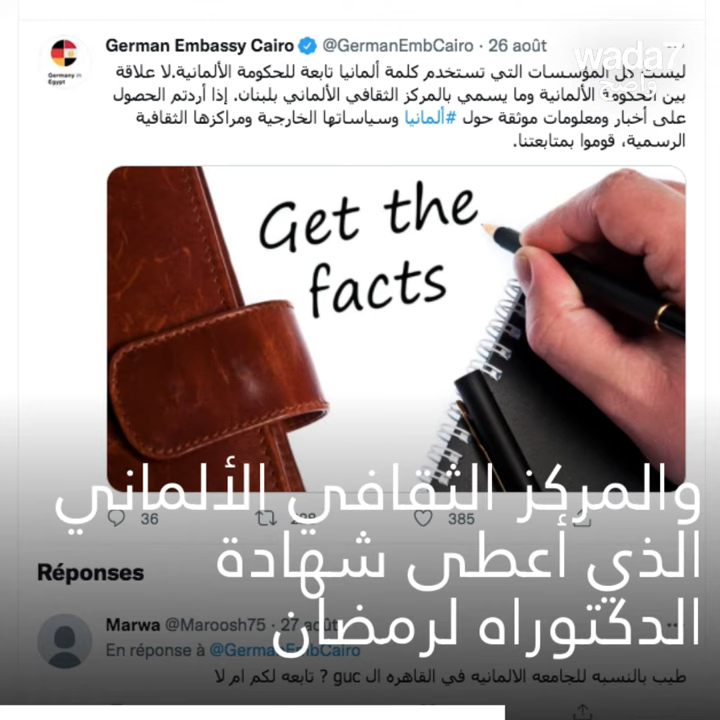 German Embassy Cairo @GermanEmbCairo · 26 août
wada7
ليست كل المؤسسات التي تستخدم كلمة ألمانيا تابعة للحكومة الألمانية.لا علاقة
بين الحكومة الألمانية وما يسمي بالمركز الثقافي الألماني بلبنان. إذا أردتم الحصول
على أخبار ومعلومات موثقة حول #ألمانيا وسياساتها الخارجية ومراكزها الثقافية
الرسمية، قوموا بمتابعتنا.
Get the
facts
والمركز الثقافي الألماني
36 385
الذي أعطى شهادة
Réponses
الدكتوراه لرمضان
Marwa @Maroosh75 · 27 août
En réponse à @GermanEmbCairo
طيب بالنسبه للجامعه الالمانيه في القاهره ال guc ? تابعه لكم ام لا